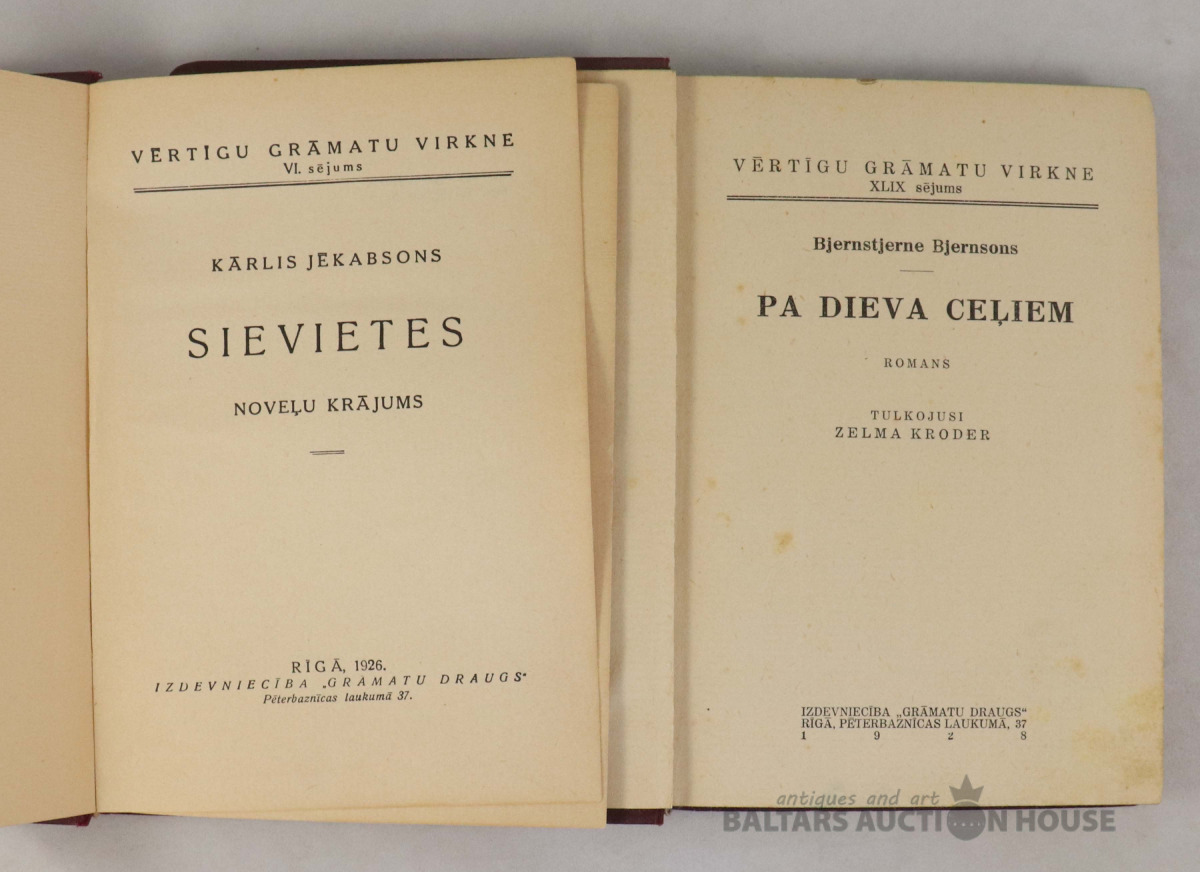 VĒRTĪGU GRĀMATU VIRKNE
VI. sējums
KĀRLIS JĒKABSONS
SIEVIETES
NOVEĻU KRĀJUMS
RĪGĀ, 1926.
IZDEVNIECĪBA „GRĀMATU DRAUGS“
Pēterbaznīcas laukumā 37.
VĒRTĪGU GRĀMATU VIRKNE
XLIX sējums
Bjernstjerne Bjernsons
PA DIEVA CEĻIEM
ROMANS
TULKOJUSI
ZELMA KRODER
IZDEVNIECĪBA „GRĀMATU DRAUGS“
RĪGĀ, PĒTERBAZNĪCAS LAUKUMĀ, 37
1 9 2 8
antiques and art
BALTARS AUCTION HOUSE